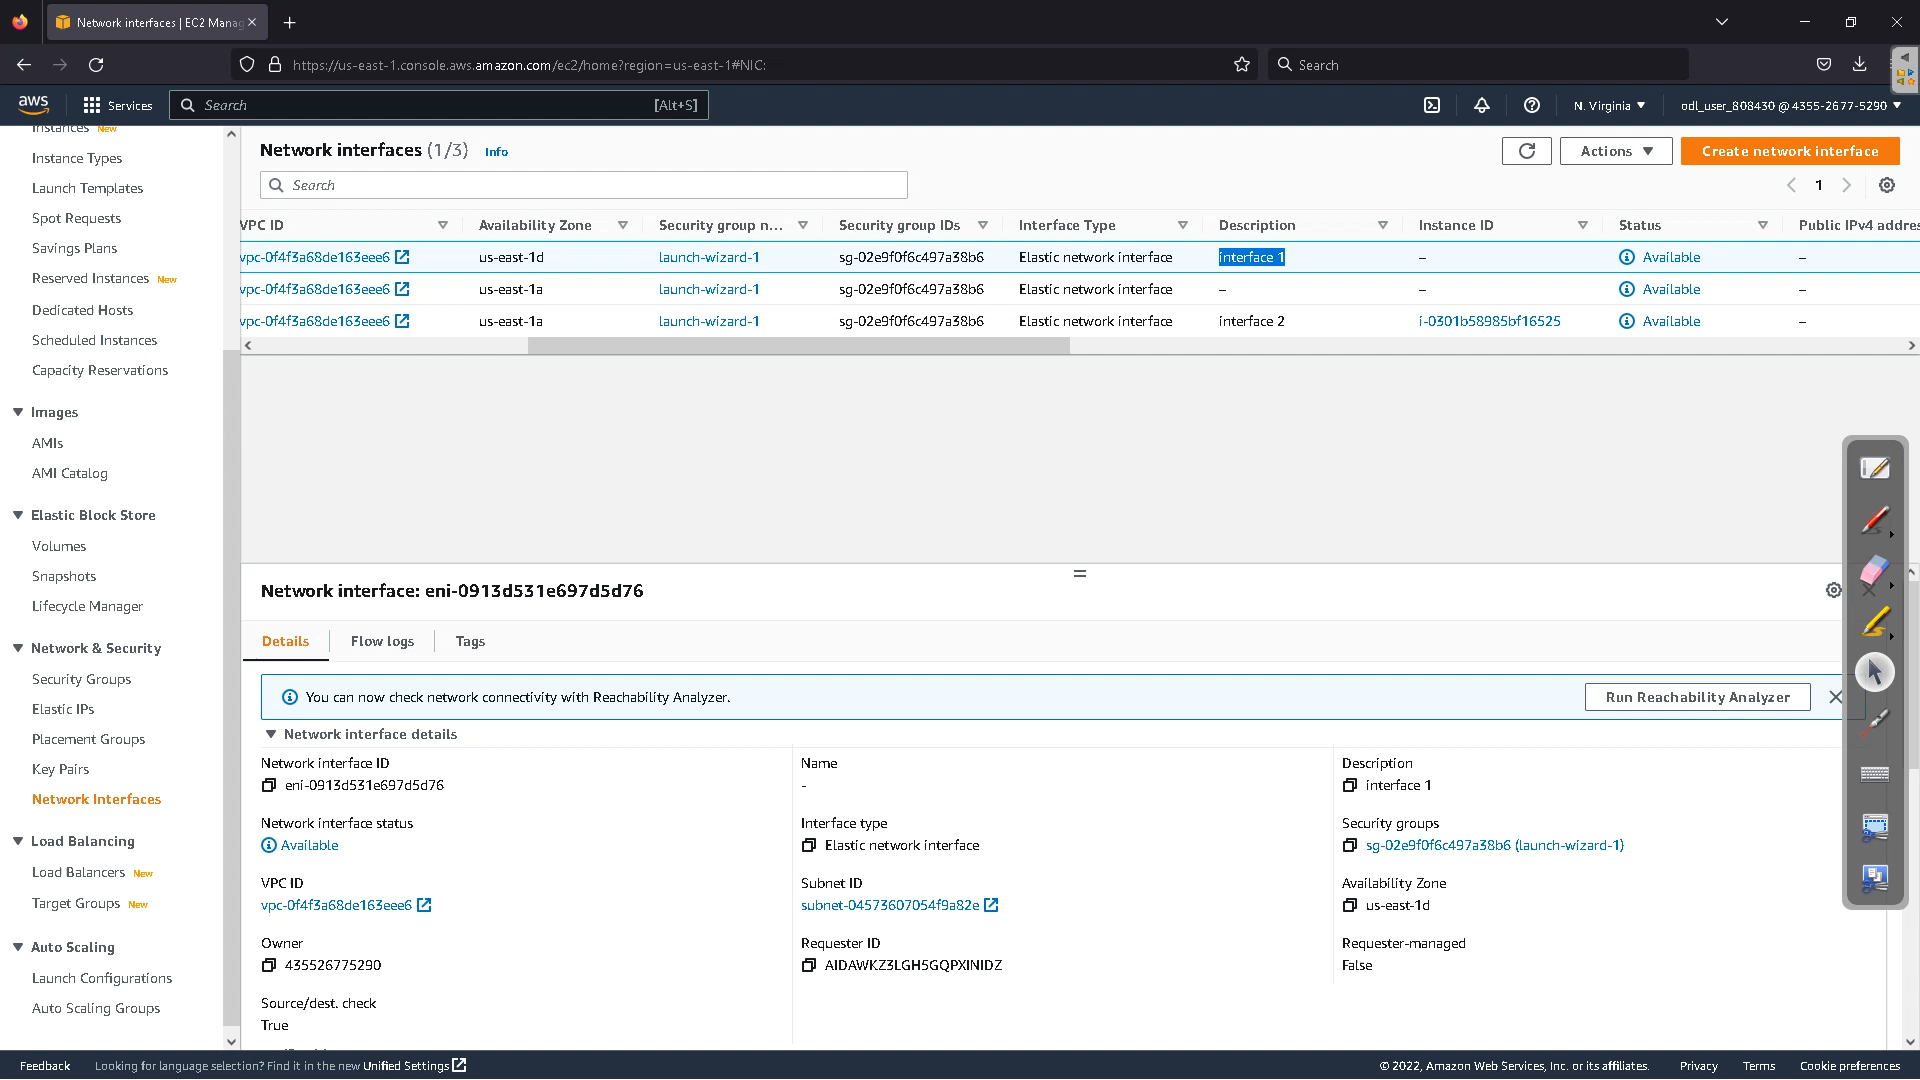 Network interfaces | EC2 Manag
https://us-east-1.console.aws.amazon.com/ec2/home?region=us-east-1#NIC:
Search
aws
Services
Search
[Alt+S]
N. Virginia
odl_user_808430 @ 4355-2677-5290
Instances New
Instance Types
Launch Templates
Spot Requests
Savings Plans
Reserved Instances New
Dedicated Hosts
Scheduled Instances
Capacity Reservations
Images
AMIs
AMI Catalog
Elastic Block Store
Volumes
Snapshots
Lifecycle Manager
Network & Security
Security Groups
Elastic IPs
Placement Groups
Key Pairs
Network Interfaces
Load Balancing
Load Balancers New
Target Groups New
Auto Scaling
Launch Configurations
Auto Scaling Groups
Network interfaces (1/3) Info
Actions
Create network interface
Search
1
VPC ID Availability Zone Security group n... Security group IDs Interface Type Description Instance ID Status Public IPv4 addres
vpc-0f4f3a68de163eee6 us-east-1d launch-wizard-1 sg-02e9f0f6c497a38b6 Elastic network interface interface 1 – Available –
vpc-0f4f3a68de163eee6 us-east-1a launch-wizard-1 sg-02e9f0f6c497a38b6 Elastic network interface – – Available –
vpc-0f4f3a68de163eee6 us-east-1a launch-wizard-1 sg-02e9f0f6c497a38b6 Elastic network interface interface 2 i-0301b58985bf16525 Available –
Network interface: eni-0913d531e697d5d76
Details Flow logs Tags
You can now check network connectivity with Reachability Analyzer.
Run Reachability Analyzer
Network interface details
Network interface ID
eni-0913d531e697d5d76
Name
-
Description
interface 1
Network interface status
Available
Interface type
Elastic network interface
Security groups
sg-02e9f0f6c497a38b6 (launch-wizard-1)
VPC ID
vpc-0f4f3a68de163eee6
Subnet ID
subnet-04573607054f9a82e
Availability Zone
us-east-1d
Owner
435526775290
Requester ID
AIDAWKZ3LGH5GQPXINIDZ
Requester-managed
False
Source/dest. check
True
Feedback
Looking for language selection? Find it in the new Unified Settings
© 2022, Amazon Web Services, Inc. or its affiliates.
Privacy
Terms
Cookie preferences